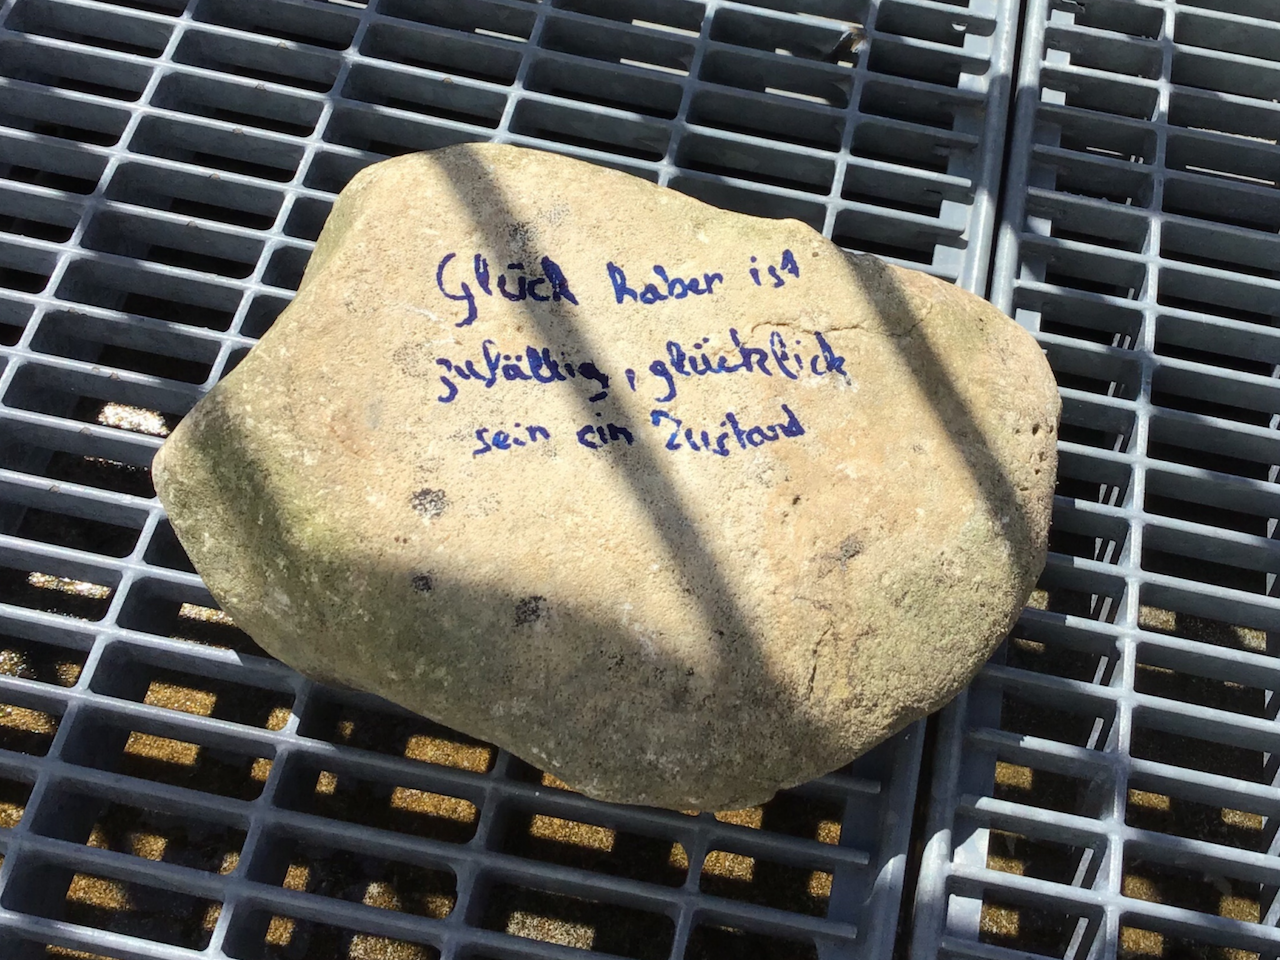 Glück haben ist
zufällig, glücklich
sein ein Zustand